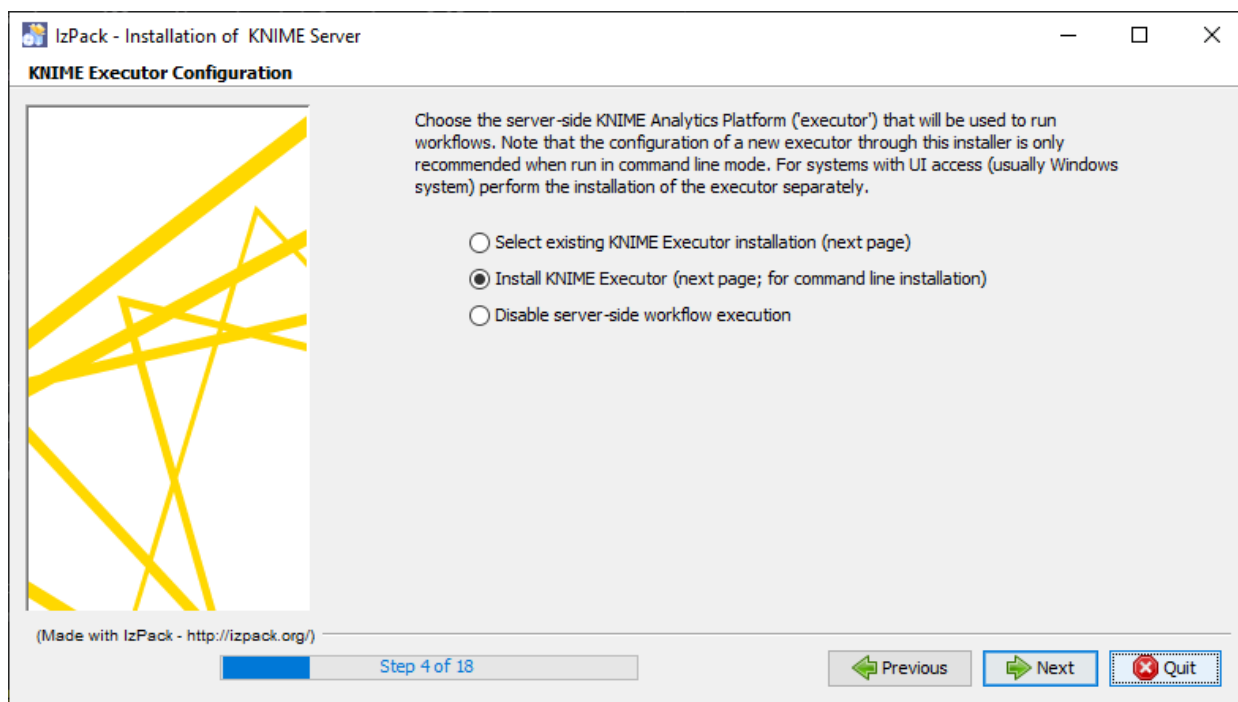 IzPack - Installation of  KNIME Server
KNIME Executor Configuration
Choose the server-side KNIME Analytics Platform ('executor') that will be used to run
workflows. Note that the configuration of a new executor through this installer is only
recommended when run in command line mode. For systems with UI access (usually Windows
system) perform the installation of the executor separately.
Select existing KNIME Executor installation (next page)
Install KNIME Executor (next page; for command line installation)
Disable server-side workflow execution
(Made with IzPack - http://izpack.org/)
Step 4 of 18
Previous
Next
Quit